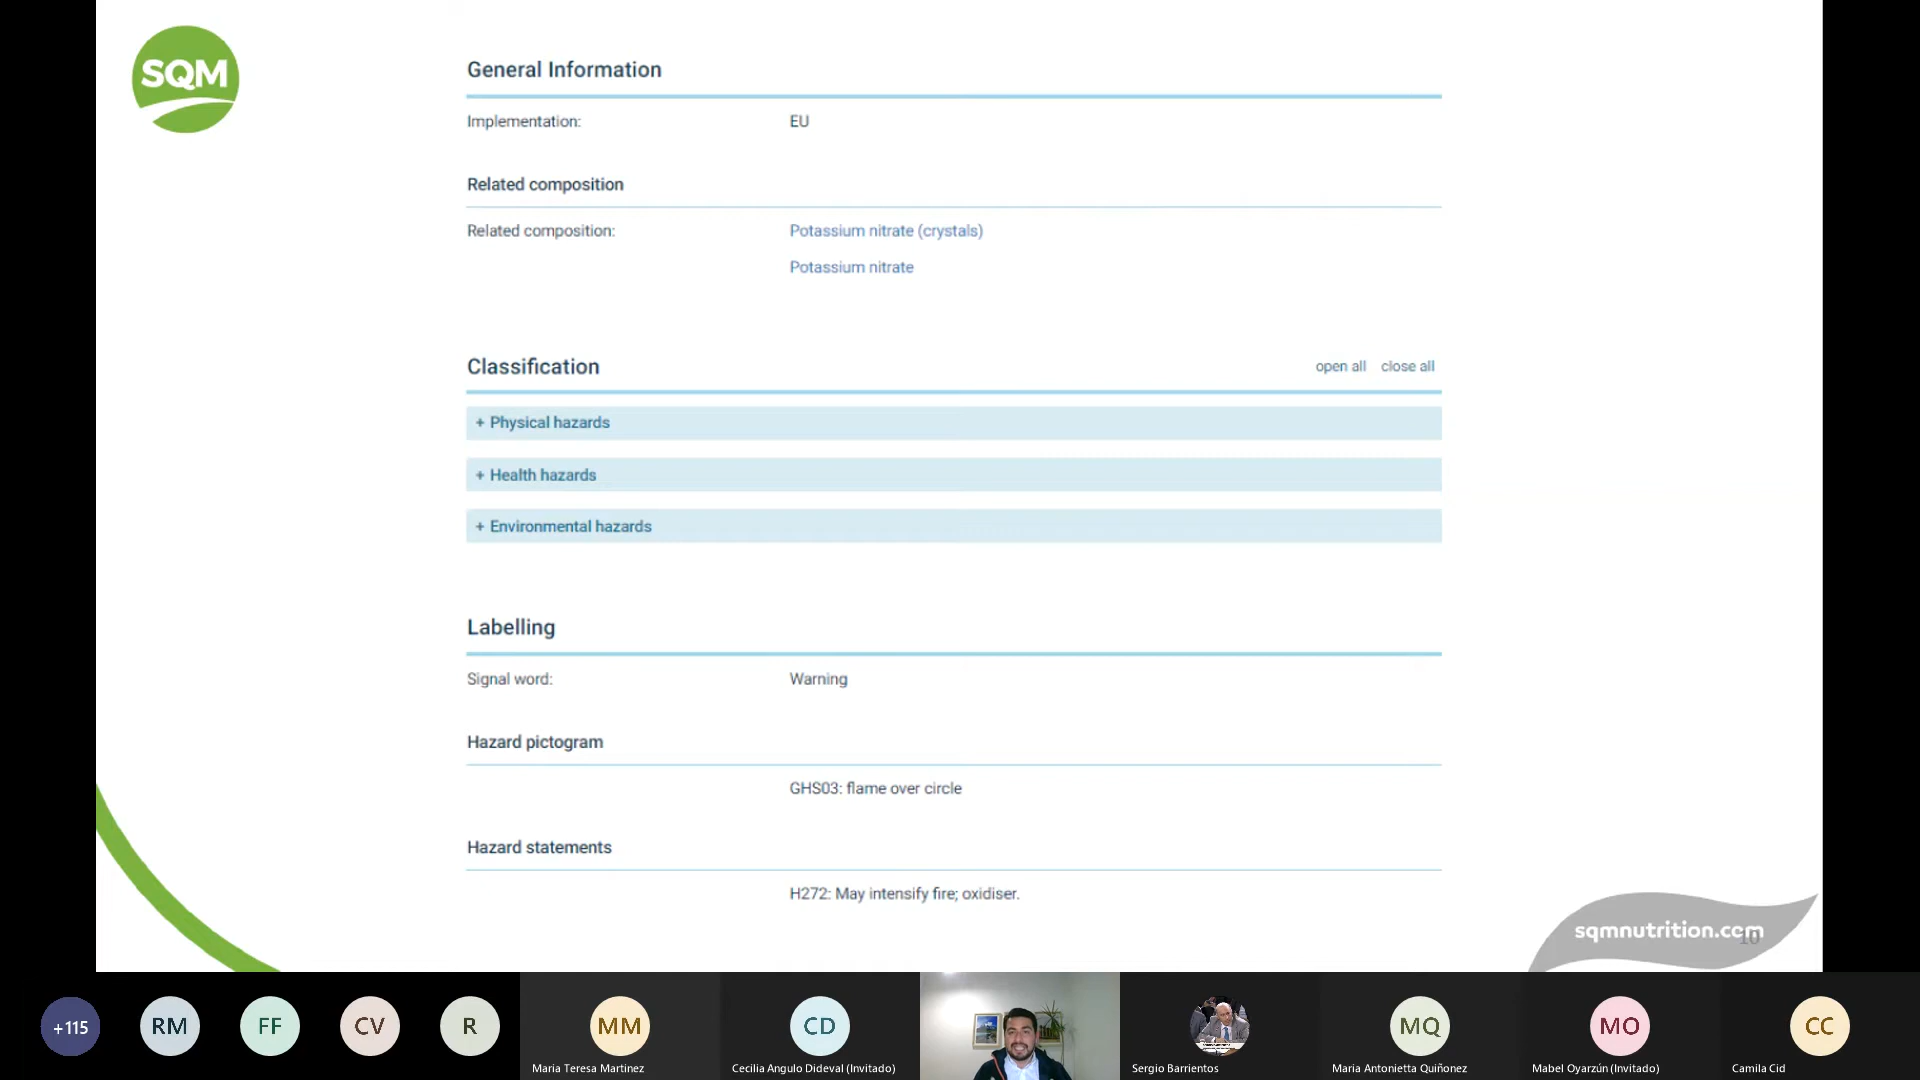 SQM
General Information
Implementation: EU
Related composition
Related composition: Potassium nitrate (crystals)
Potassium nitrate
Classification open all close all
+ Physical hazards
+ Health hazards
+ Environmental hazards
Labelling
Signal word: Warning
Hazard pictogram
GHS03: flame over circle
Hazard statements
H272: May intensify fire; oxidiser.
sqmnutrition.com
10
+115 RM FF CV R MM CD MQ MO CC
Maria Teresa Martinez Cecilia Angulo Dideval (Invitado) Sergio Barrientos Maria Antonietta Quiñonez Mabel Oyarzún (Invitado) Camila Cid